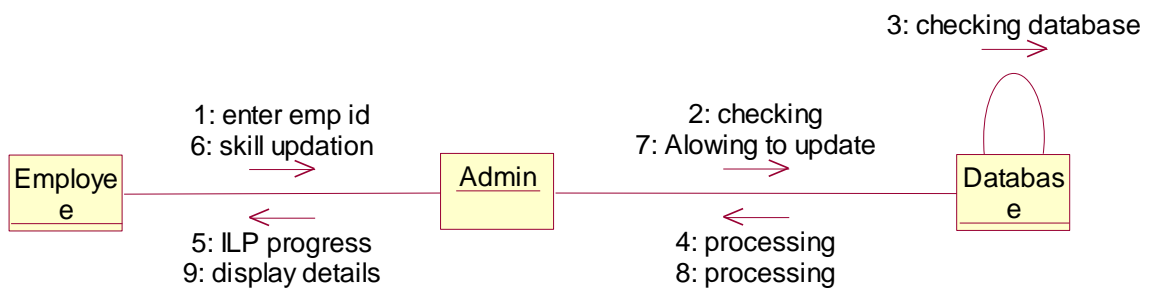 3: checking database
1: enter emp id
6: skill updation
2: checking
7: Alowing to update
Employe
e
Admin
Databas
e
5: ILP progress
9: display details
4: processing
8: processing